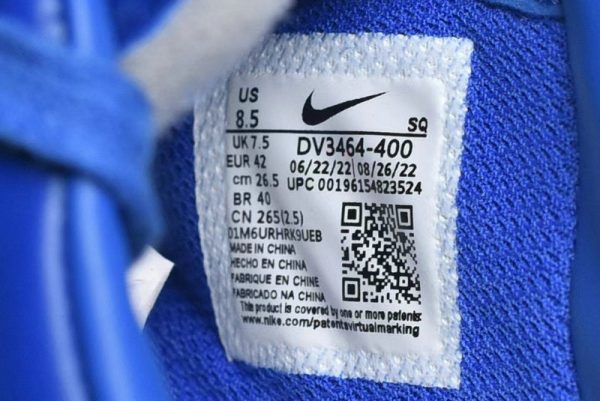 US
8.5
SQ
UK 7.5
DV3464-400
EUR 42
06/22/22 08/26/22
cm 26.5
UPC 00196154823524
BR 40
CN 265(2.5)
D1M6URHRK9UEB
MADE IN CHINA
HECHO EN CHINA
FABRIQUE EN CHINE
FABRICADO NA CHINA
This product is covered by one or more patents:
www.nike.com/patentsvirtualmarking